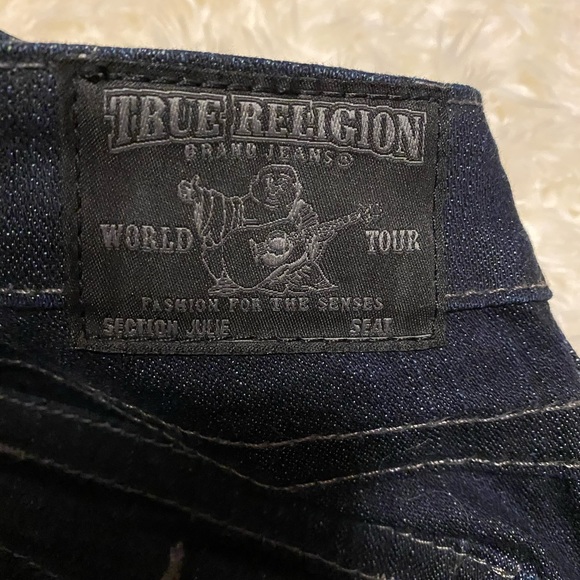 TRUE RELIGION
BRAND JEANS®
WORLD TOUR
FASHION FOR THE SENSES
SECTION JULIE SEAT